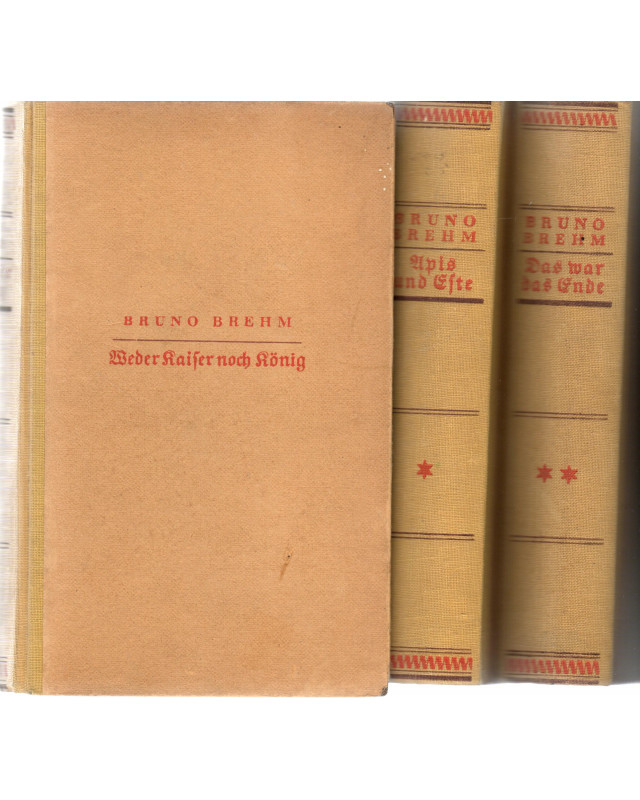 BRUNO BREHM
Weder Kaiser noch König
BRUNO
BREHM
Apis
und Este
BRUNO
BREHM
Das war
das Ende